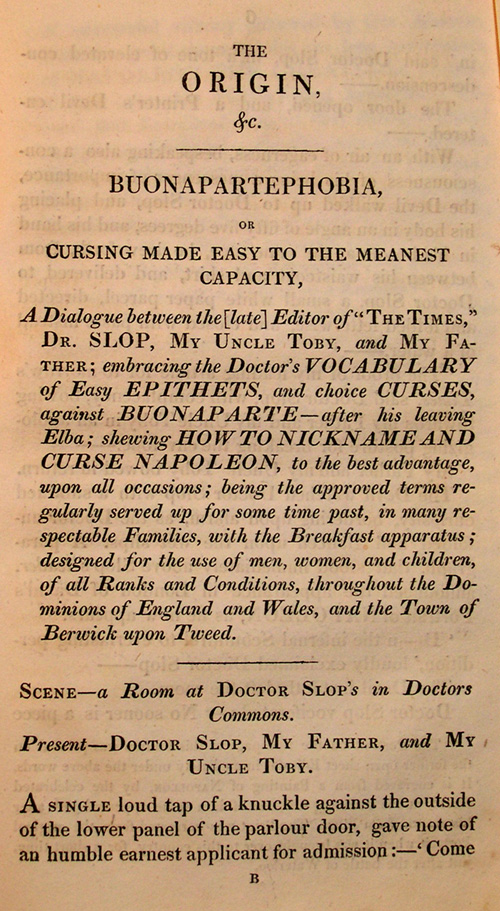 THE
ORIGIN,
&c.
BUONAPARTEPHOBIA,
OR
CURSING MADE EASY TO THE MEANEST
CAPACITY,
A Dialogue between the [late] Editor of "THE TIMES,"
DR. SLOP, MY UNCLE TOBY, and MY FA-
THER; embracing the Doctor's VOCABULARY
of Easy EPITHETS, and choice CURSES,
against BUONAPARTE—after his leaving
Elba; shewing HOW TO NICKNAME AND
CURSE NAPOLEON, to the best advantage,
upon all occasions; being the approved terms re-
gularly served up for some time past, in many re-
spectable Families, with the Breakfast apparatus;
designed for the use of men, women, and children,
of all Ranks and Conditions, throughout the Do-
minions of England and Wales, and the Town of
Berwick upon Tweed.
SCENE—a Room at DOCTOR SLOP's in Doctors
Commons.
Present—DOCTOR SLOP, MY FATHER, and MY
UNCLE TOBY.
A SINGLE loud tap of a knuckle against the outside
of the lower panel of the parlour door, gave note of
an humble earnest applicant for admission:—‘Come
B